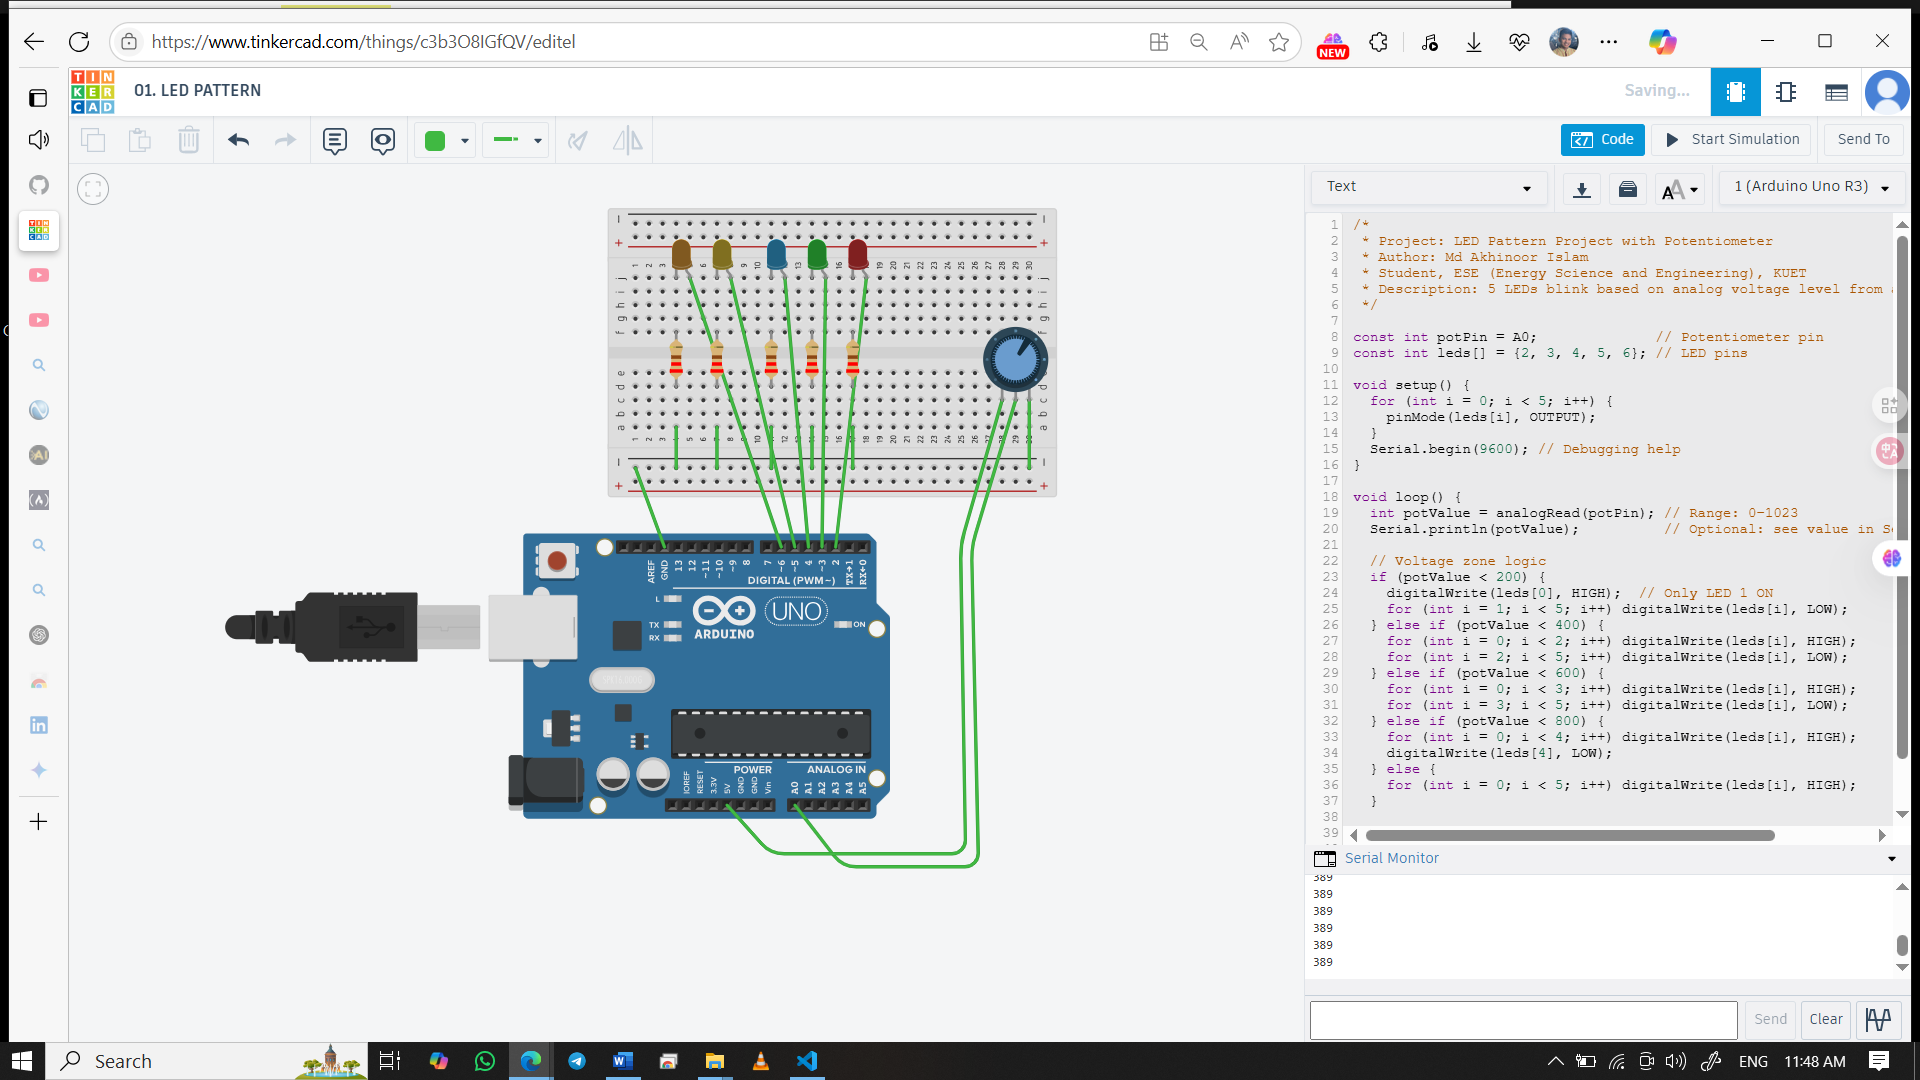 https://www.tinkercad.com/things/c3b3O8IGfQV/editel
NEW
TIN
KER
CAD
01. LED PATTERN
Saving...
Code
Start Simulation
Send To
Text
1 (Arduino Uno R3)
1 /*
2  * Project: LED Pattern Project with Potentiometer
3  * Author: Md Akhinoor Islam
4  * Student, ESE (Energy Science and Engineering), KUET
5  * Description: 5 LEDs blink based on analog voltage level from
6  */
7
8 const int potPin = A0;              // Potentiometer pin
9 const int leds[] = {2, 3, 4, 5, 6}; // LED pins
10
11 void setup() {
12   for (int i = 0; i < 5; i++) {
13     pinMode(leds[i], OUTPUT);
14   }
15   Serial.begin(9600); // Debugging help
16 }
17
18 void loop() {
19   int potValue = analogRead(potPin); // Range: 0-1023
20   Serial.println(potValue);          // Optional: see value in S
21
22   // Voltage zone logic
23   if (potValue < 200) {
24     digitalWrite(leds[0], HIGH);  // Only LED 1 ON
25     for (int i = 1; i < 5; i++) digitalWrite(leds[i], LOW);
26   } else if (potValue < 400) {
27     for (int i = 0; i < 2; i++) digitalWrite(leds[i], HIGH);
28     for (int i = 2; i < 5; i++) digitalWrite(leds[i], LOW);
29   } else if (potValue < 600) {
30     for (int i = 0; i < 3; i++) digitalWrite(leds[i], HIGH);
31     for (int i = 3; i < 5; i++) digitalWrite(leds[i], LOW);
32   } else if (potValue < 800) {
33     for (int i = 0; i < 4; i++) digitalWrite(leds[i], HIGH);
34     digitalWrite(leds[4], LOW);
35   } else {
36     for (int i = 0; i < 5; i++) digitalWrite(leds[i], HIGH);
37   }
38
39
Serial Monitor
389
389
389
389
389
389
Send
Clear
AREF
GND
13
12
~11
~10
~9
8
7
~6
~5
4
~3
2
TX→1
RX←0
DIGITAL (PWM~)
L
TX
RX
ARDUINO
UNO
ON
POWER
ANALOG IN
IOREF
RESET
3.3V
5V
GND
GND
Vin
A0
A1
A2
A3
A4
A5
Search
ENG
11:48 AM